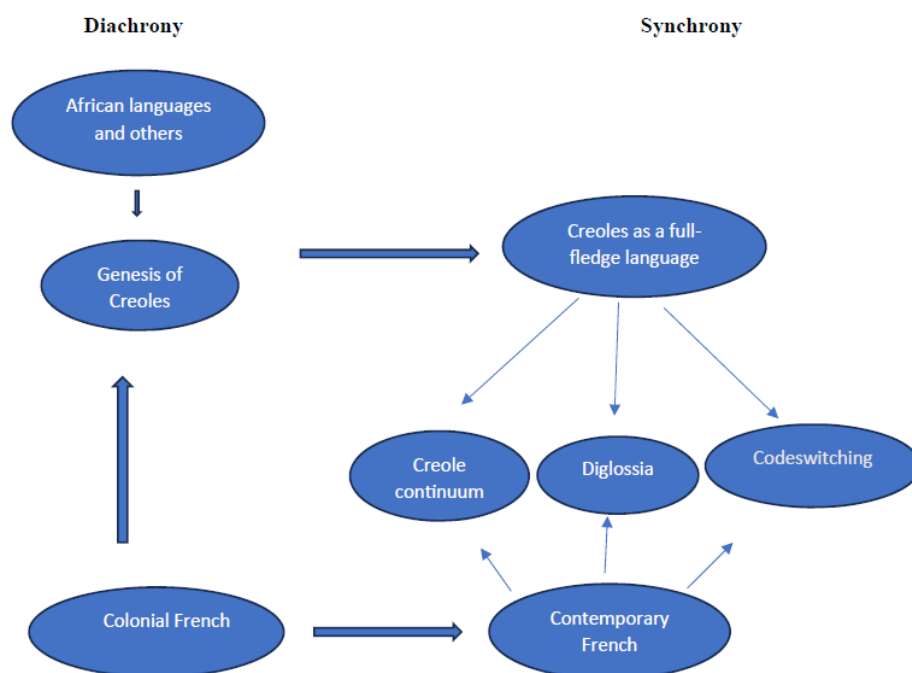 Diachrony
Synchrony
African languages
and others
Creoles as a full-
fledge language
Genesis of
Creoles
Creole
continuum
Diglossia
Codeswitching
Colonial French
Contemporary
French